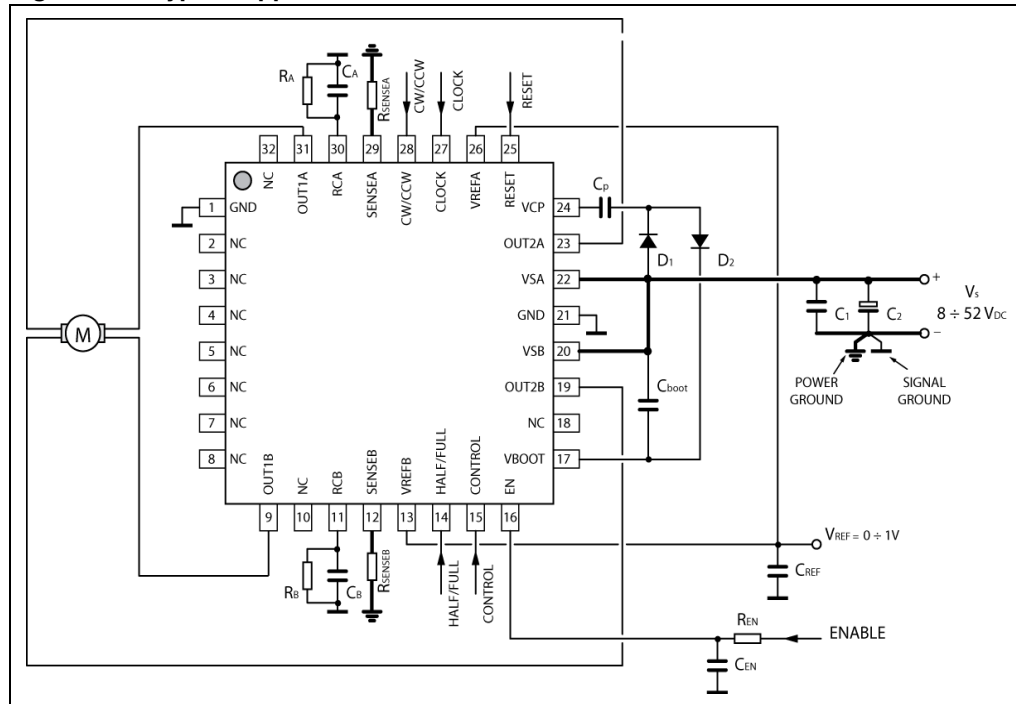 RA
CA
RSENSEA
CW/CCW
CLOCK
RESET
32
31
30
29
28
27
26
25
NC
OUT1A
RCA
SENSEA
CW/CCW
CLOCK
VREFA
RESET
1 GND
2 NC
3 NC
4 NC
5 NC
6 NC
7 NC
8 NC
VCP 24
OUT2A 23
VSA 22
GND 21
VSB 20
OUT2B 19
NC 18
VBOOT 17
Cp
D1
D2
+
Vs
8 ÷ 52 VDC
−
C1
C2
POWER
GROUND
SIGNAL
GROUND
Cboot
M
OUT1B
NC
RCB
SENSEB
VREFB
HALF/FULL
CONTROL
EN
9
10
11
12
13
14
15
16
RB
CB
RSENSEB
HALF/FULL
CONTROL
VREF = 0 ÷ 1V
CREF
REN
ENABLE
CEN